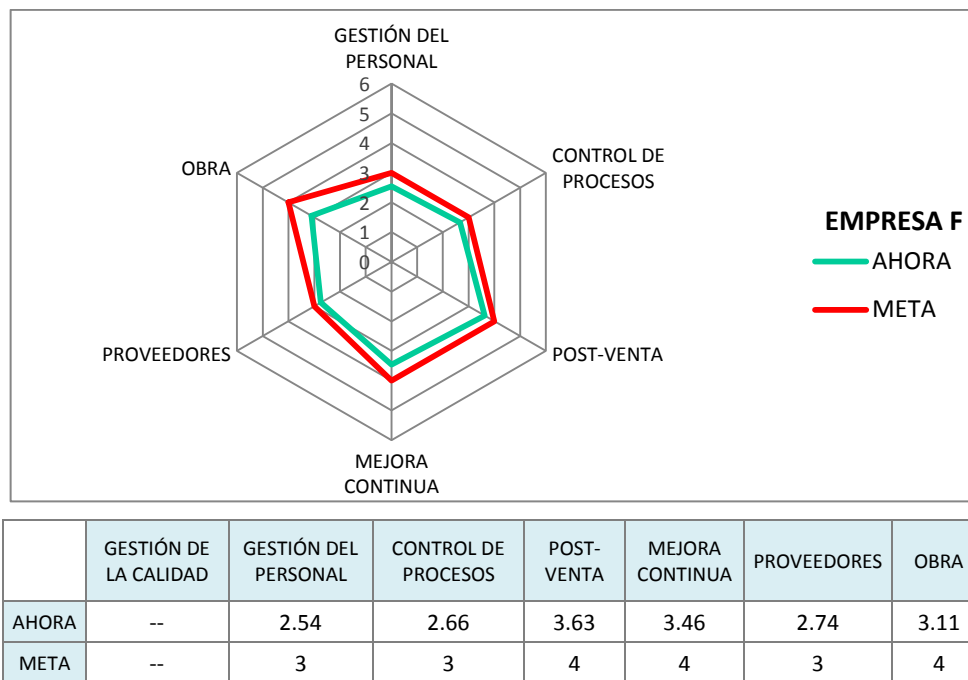 GESTIÓN DEL
PERSONAL
6
5
4
3
2
1
0
CONTROL DE
PROCESOS
OBRA
EMPRESA F
AHORA
META
PROVEEDORES
POST-VENTA
MEJORA
CONTINUA
GESTIÓN DE LA CALIDAD GESTIÓN DEL PERSONAL CONTROL DE PROCESOS POST-VENTA MEJORA CONTINUA PROVEEDORES OBRA
AHORA -- 2.54 2.66 3.63 3.46 2.74 3.11
META -- 3 3 4 4 3 4